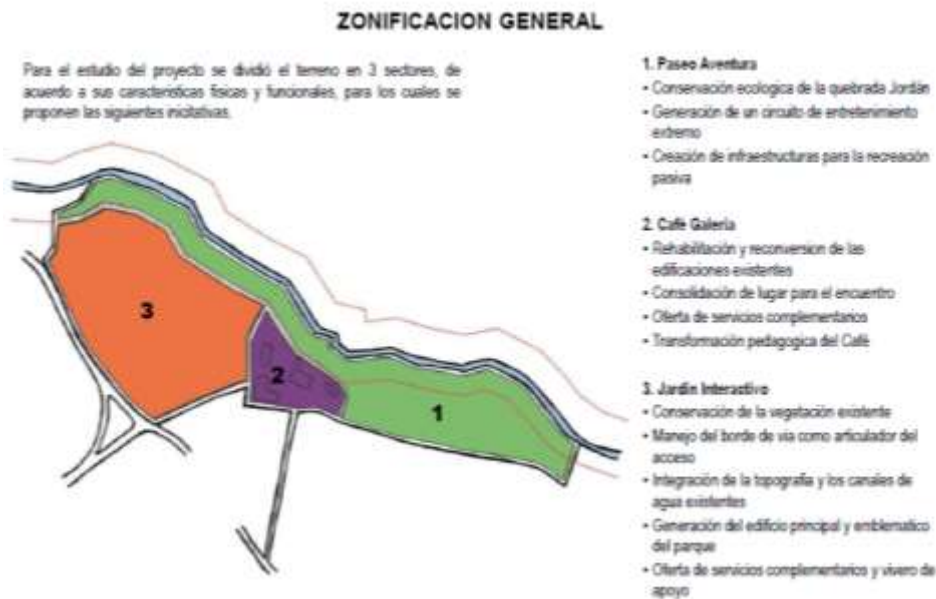 ZONIFICACION GENERAL
Para el estudio del proyecto se dividió el terreno en 3 sectores, de
acuerdo a sus características físicas y funcionales, para los cuales se
proponen las siguientes iniciativas.
1. Paseo Aventura
• Conservación ecologica de la quebrada Jordán
• Generación de un circuito de entretenimiento
extremo
• Creación de infraestructuras para la recreación
pasiva
2. Café Galería
• Rehabilitación y reconversion de las
edificaciones existentes
• Consolidación de lugar para el encuentro
• Oferta de servicios complementarios
• Transformación pedagogica del Café
3. Jardín Interactivo
• Conservación de la vegetación existente
• Manejo del borde de via como articulador del
acceso
• Integración de la topografia y los canales de
agua existentes
• Generación del edificio principal y emblematico
del parque
• Oferta de servicios complementarios y vivero de
apoyo
3
2
1